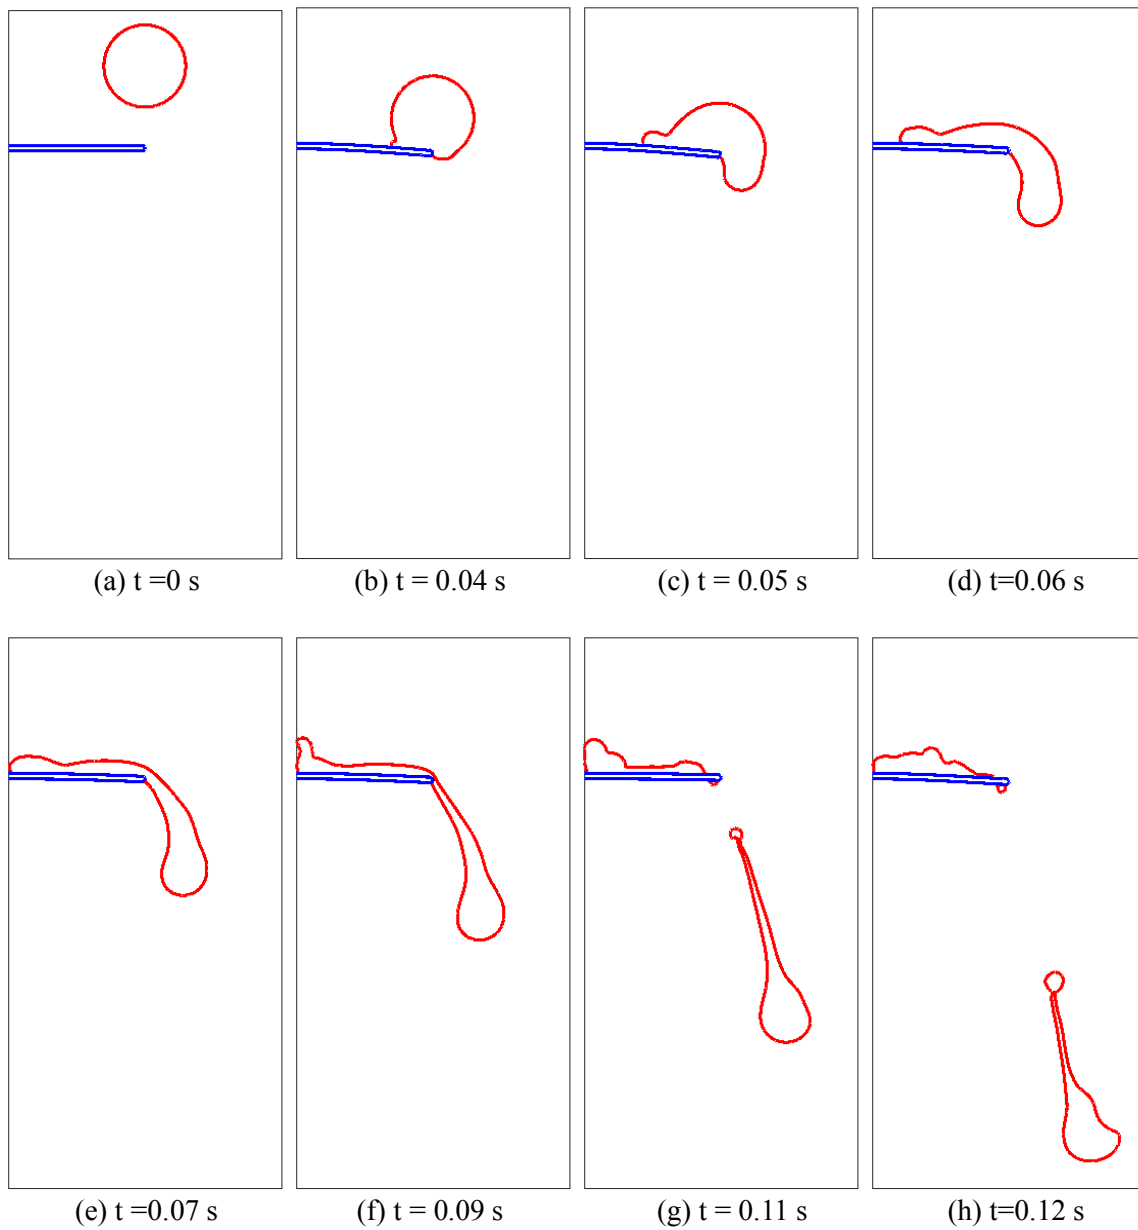 (a) t =0 s
(b) t = 0.04 s
(c) t = 0.05 s
(d) t=0.06 s
(e) t =0.07 s
(f) t = 0.09 s
(g) t = 0.11 s
(h) t=0.12 s